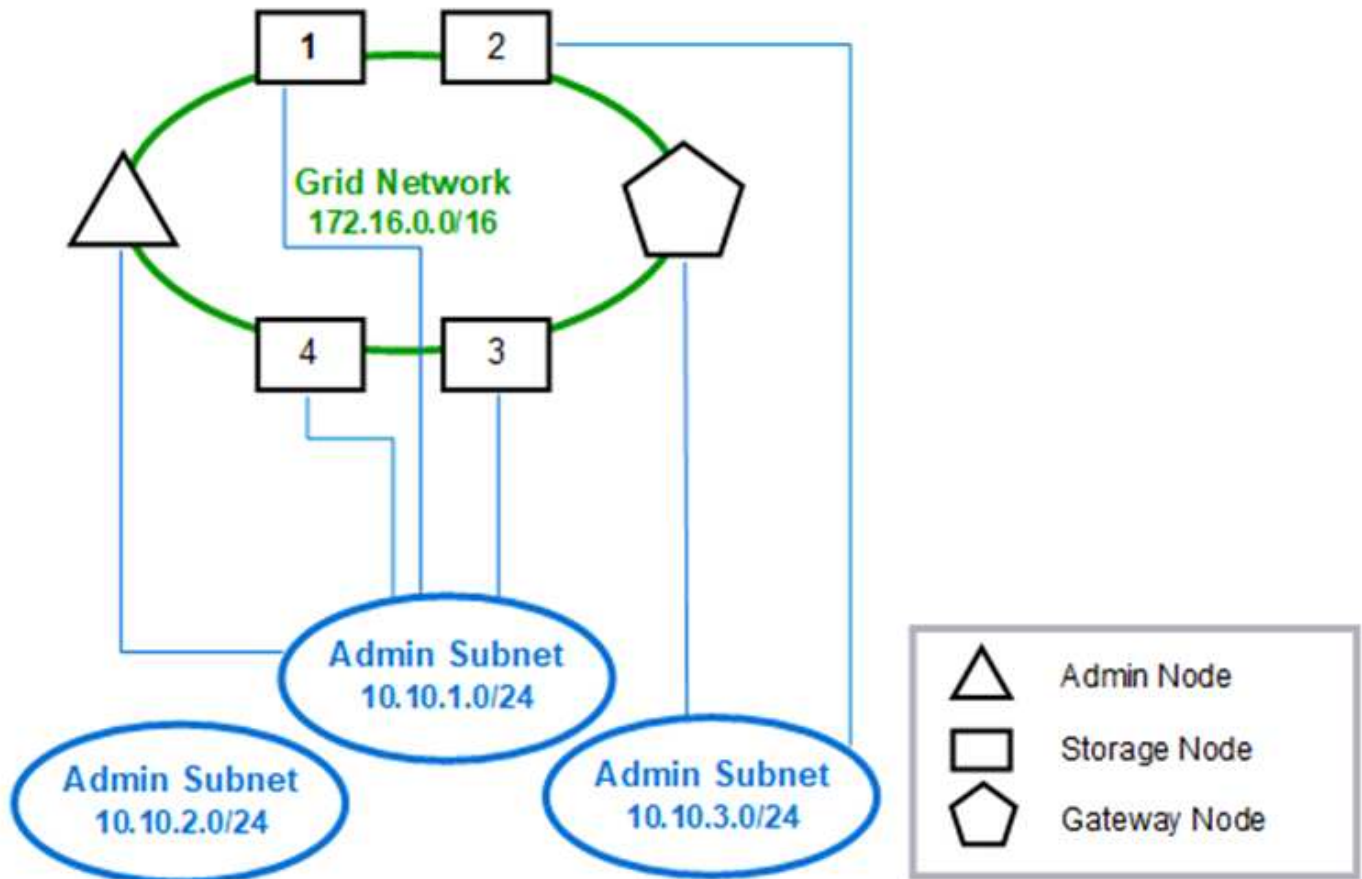 1
2
Grid Network
172.16.0.0/16
4
3
Admin Subnet
10.10.1.0/24
Admin Subnet
10.10.2.0/24
Admin Subnet
10.10.3.0/24
Admin Node
Storage Node
Gateway Node